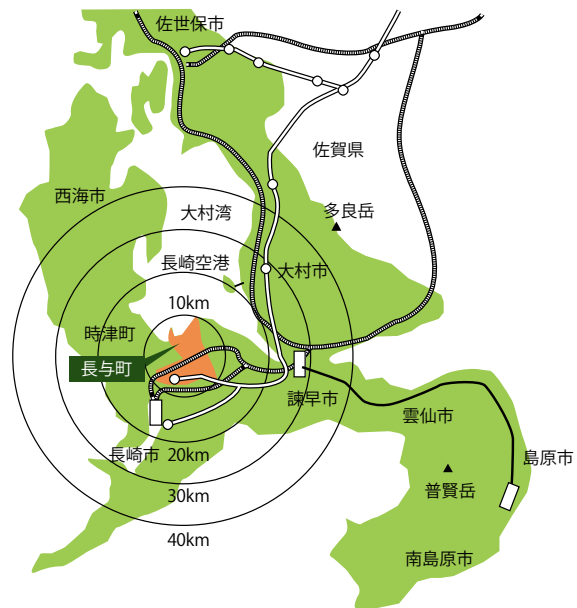 佐世保市
佐賀県
西海市
大村湾
多良岳
長崎空港
大村市
10km
時津町
長与町
諫早市
雲仙市
長崎市
20km
島原市
普賢岳
30km
40km
南島原市